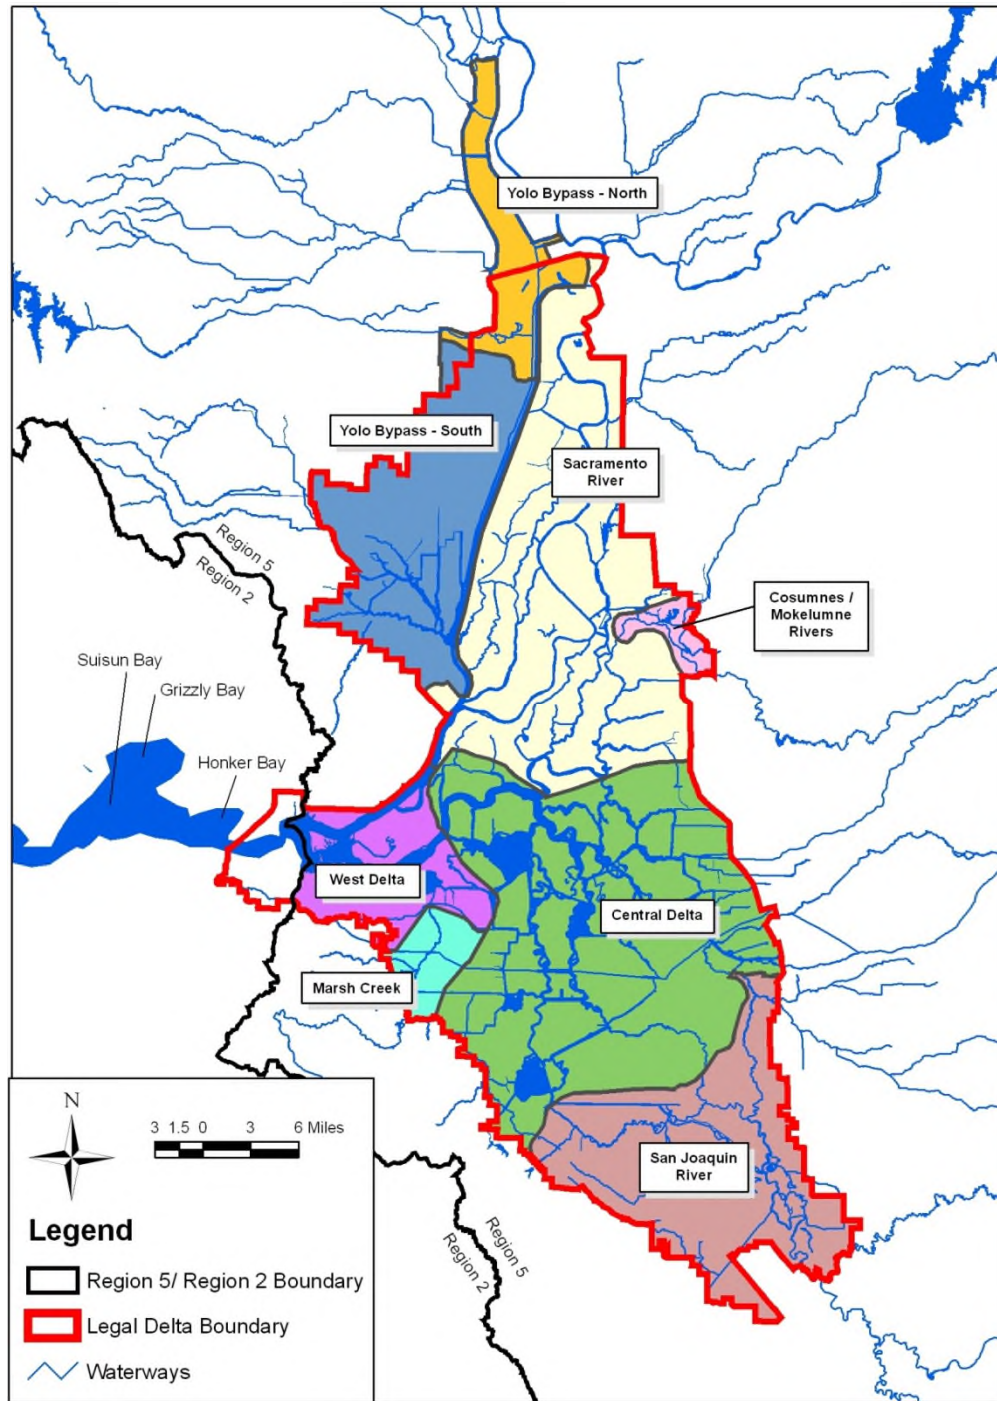 Yolo Bypass - North
Yolo Bypass - South
Sacramento
River
Region 5
Region 2
Cosumnes /
Mokelumne
Rivers
Suisun Bay
Grizzly Bay
Honker Bay
West Delta
Central Delta
Marsh Creek
N
3 1.5 0 3 6 Miles
San Joaquin
River
Region 5
Region 2
Legend
Region 5/ Region 2 Boundary
Legal Delta Boundary
Waterways